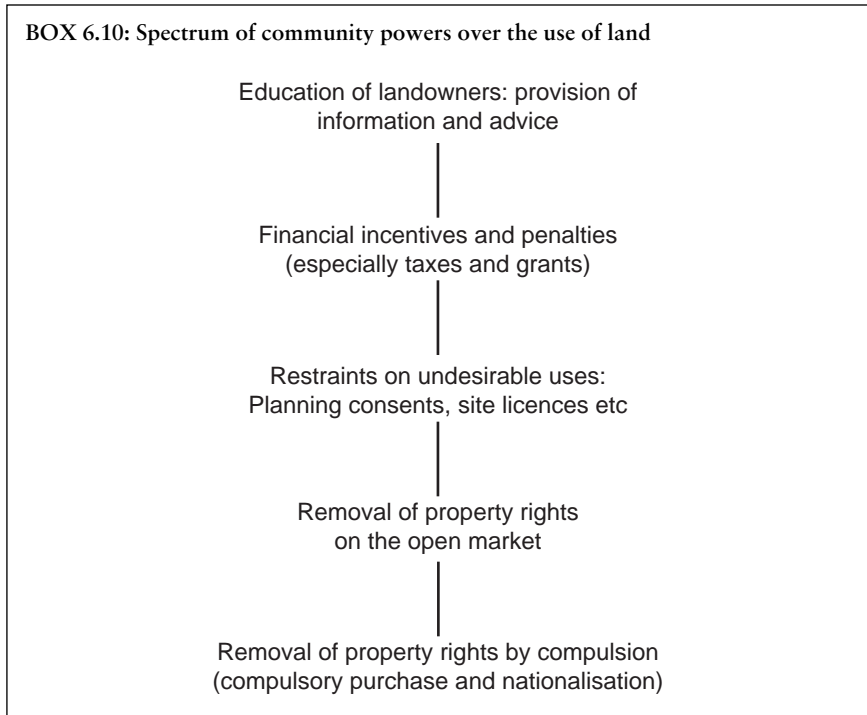 BOX 6.10: Spectrum of community powers over the use of land
Education of landowners: provision of
information and advice
Financial incentives and penalties
(especially taxes and grants)
Restraints on undesirable uses:
Planning consents, site licences etc
Removal of property rights
on the open market
Removal of property rights by compulsion
(compulsory purchase and nationalisation)